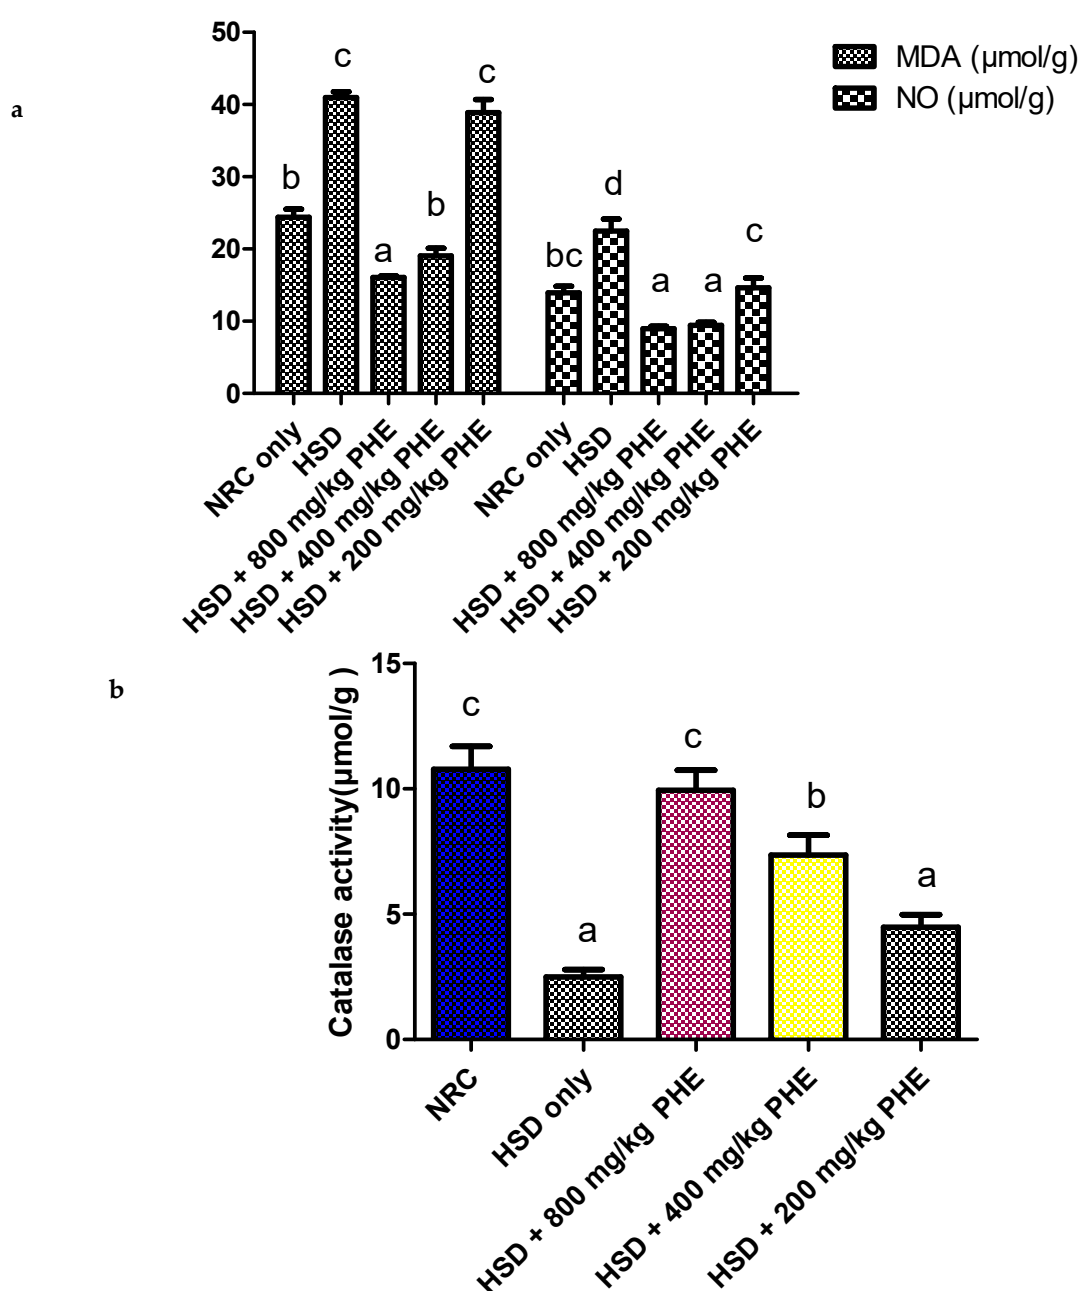 a
50
40
30
20
10
0
MDA (µmol/g)
NO (µmol/g)
b
c
a
b
c
bc
d
a
a
c
NRC only
HSD
HSD + 800 mg/kg PHE
HSD + 400 mg/kg PHE
HSD + 200 mg/kg PHE
NRC only
HSD
HSD + 800 mg/kg PHE
HSD + 400 mg/kg PHE
HSD + 200 mg/kg PHE
b
Catalase activity(µmol/g )
15
10
5
0
c
a
c
b
a
NRC
HSD only
HSD + 800 mg/kg PHE
HSD + 400 mg/kg PHE
HSD + 200 mg/kg PHE